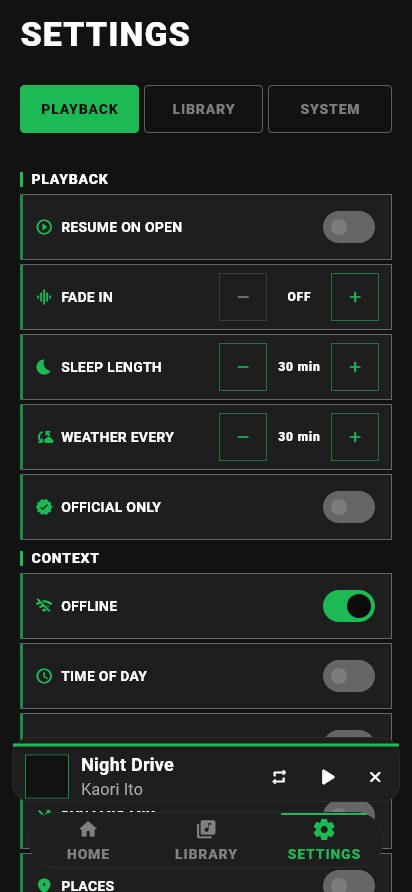 SETTINGS
PLAYBACK
LIBRARY
SYSTEM
PLAYBACK
RESUME ON OPEN
FADE IN
− OFF +
SLEEP LENGTH
− 30 min +
WEATHER EVERY
− 30 min +
OFFICIAL ONLY
CONTEXT
OFFLINE
TIME OF DAY
Night Drive
Kaori Ito
HOME
LIBRARY
SETTINGS
PLACES